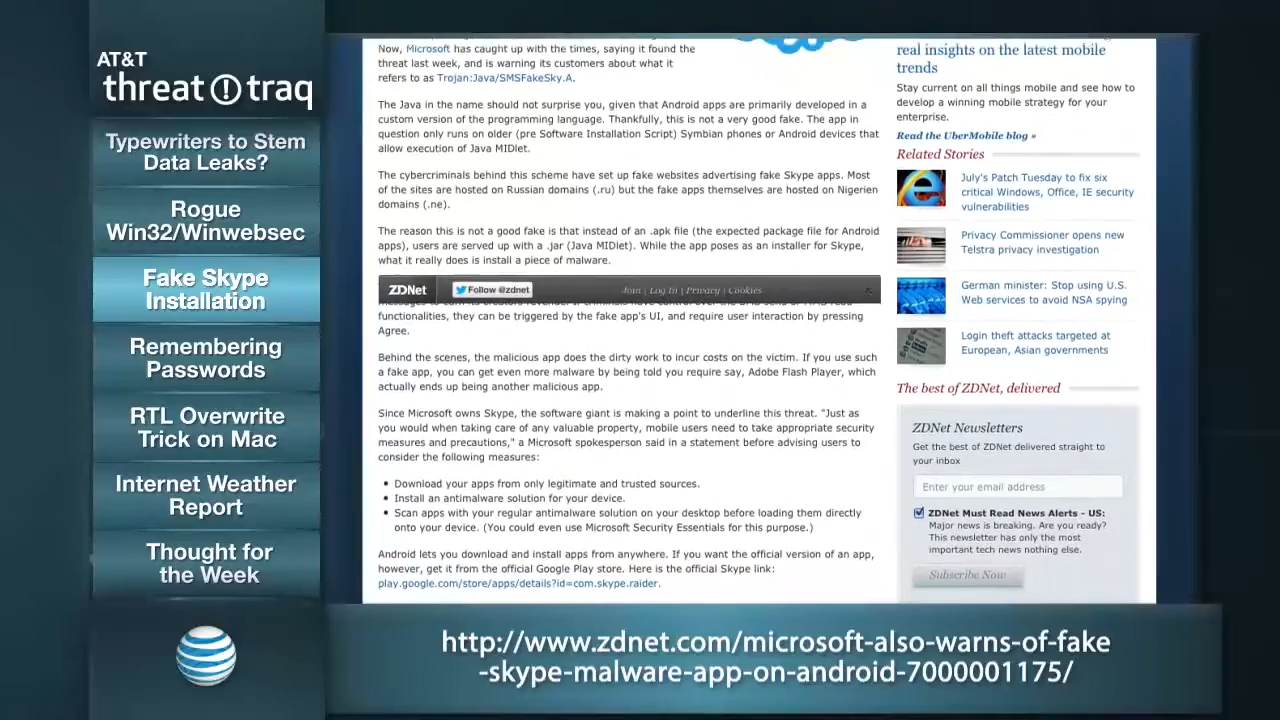 AT&T
threat traq
Typewriters to Stem
Data Leaks?
Rogue
Win32/Winwebsec
Fake Skype
Installation
Remembering
Passwords
RTL Overwrite
Trick on Mac
Internet Weather
Report
Thought for
the Week
Now, Microsoft has caught up with the times, saying it found the
threat last week, and is warning its customers about what it
refers to as Trojan:Java/SMSFakeSky.A.
The Java in the name should not surprise you, given that Android apps are primarily developed in a
custom version of the programming language. Thankfully, this is not a very good fake. The app in
question only runs on older (pre Software Installation Script) Symbian phones or Android devices that
allow execution of Java MIDlet.
The cybercriminals behind this scheme have set up fake websites advertising fake Skype apps. Most
of the sites are hosted on Russian domains (.ru) but the fake apps themselves are hosted on Nigerien
domains (.ne).
The reason this is not a good fake is that instead of an .apk file (the expected package file for Android
apps), users are served up with a .jar (Java MIDlet). While the app poses as an installer for Skype,
what it really does is install a piece of malware.
ZDNet Follow @zdnet Join | Log In | Privacy | Cookies
functionalities, they can be triggered by the fake app's UI, and require user interaction by pressing
Agree.
Behind the scenes, the malicious app does the dirty work to incur costs on the victim. If you use such
a fake app, you can get even more malware by being told you require say, Adobe Flash Player, which
actually ends up being another malicious app.
Since Microsoft owns Skype, the software giant is making a point to underline this threat. "Just as
you would when taking care of any valuable property, mobile users need to take appropriate security
measures and precautions," a Microsoft spokesperson said in a statement before advising users to
consider the following measures:
• Download your apps from only legitimate and trusted sources.
• Install an antimalware solution for your device.
• Scan apps with your regular antimalware solution on your desktop before loading them directly
onto your device. (You could even use Microsoft Security Essentials for this purpose.)
Android lets you download and install apps from anywhere. If you want the official version of an app,
however, get it from the official Google Play store. Here is the official Skype link:
play.google.com/store/apps/details?id=com.skype.raider.
real insights on the latest mobile
trends
Stay current on all things mobile and see how to
develop a winning mobile strategy for your
enterprise.
Read the UberMobile blog »
Related Stories
July's Patch Tuesday to fix six
critical Windows, Office, IE security
vulnerabilities
Privacy Commissioner opens new
Telstra privacy investigation
German minister: Stop using U.S.
Web services to avoid NSA spying
Login theft attacks targeted at
European, Asian governments
The best of ZDNet, delivered
ZDNet Newsletters
Get the best of ZDNet delivered straight to
your inbox
Enter your email address
ZDNet Must Read News Alerts - US:
Major news is breaking. Are you ready?
This newsletter has only the most
important tech news nothing else.
Subscribe Now
http://www.zdnet.com/microsoft-also-warns-of-fake
-skype-malware-app-on-android-7000001175/